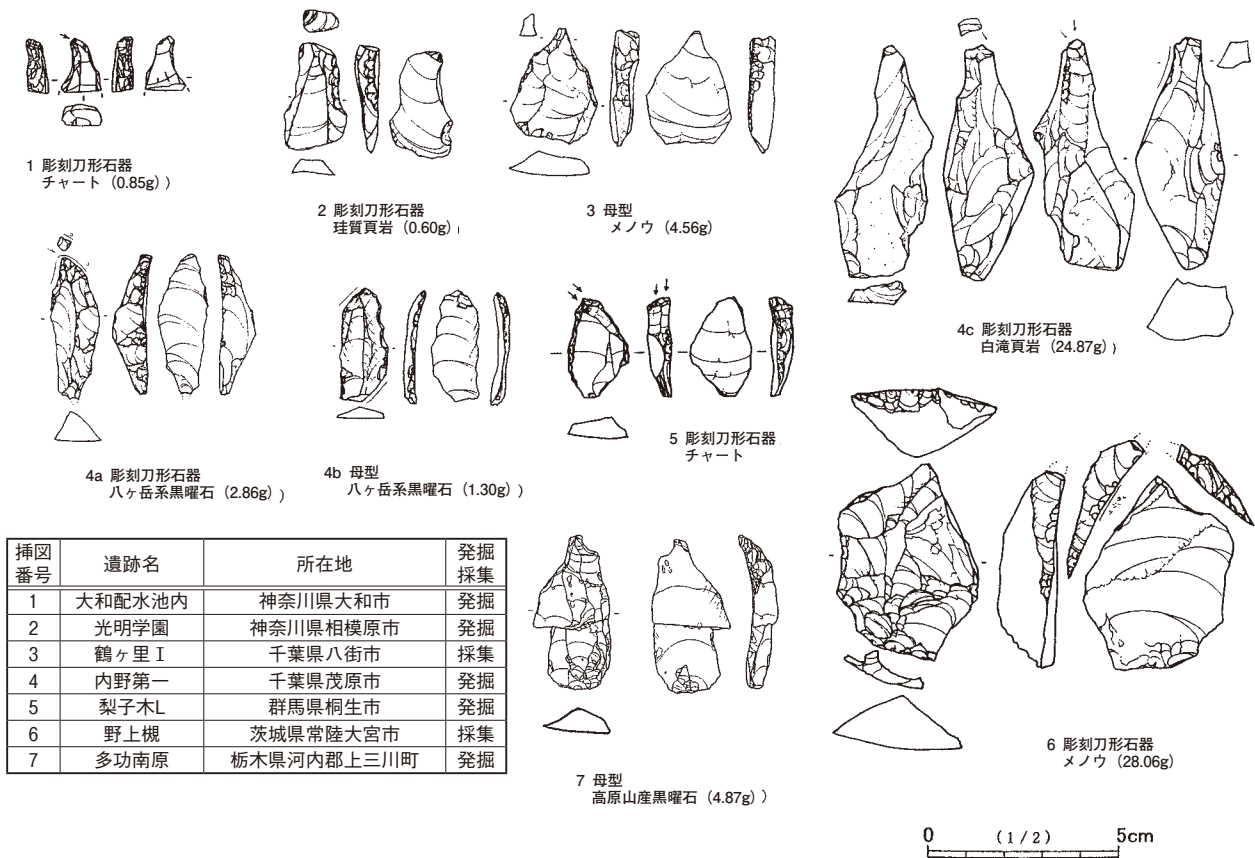 1 彫刻刀形石器
チャート (0.85g))
2 彫刻刀形石器
珪質頁岩 (0.60g))
3 母型
メノウ (4.56g)
4c 彫刻刀形石器
白滝頁岩 (24.87g))
4a 彫刻刀形石器
八ヶ岳系黒曜石 (2.86g))
4b 母型
八ヶ岳系黒曜石 (1.30g))
5 彫刻刀形石器
チャート
挿図番号 遺跡名 所在地 発掘採集
1 大和配水池内 神奈川県大和市 発掘
2 光明学園 神奈川県相模原市 発掘
3 鶴ヶ里Ⅰ 千葉県八街市 採集
4 内野第一 千葉県茂原市 発掘
5 梨子木L 群馬県桐生市 発掘
6 野上槻 茨城県常陸大宮市 採集
7 多功南原 栃木県河内郡上三川町 発掘
7 母型
高原山産黒曜石 (4.87g))
6 彫刻刀形石器
メノウ (28.06g)
0 (1/2) 5cm